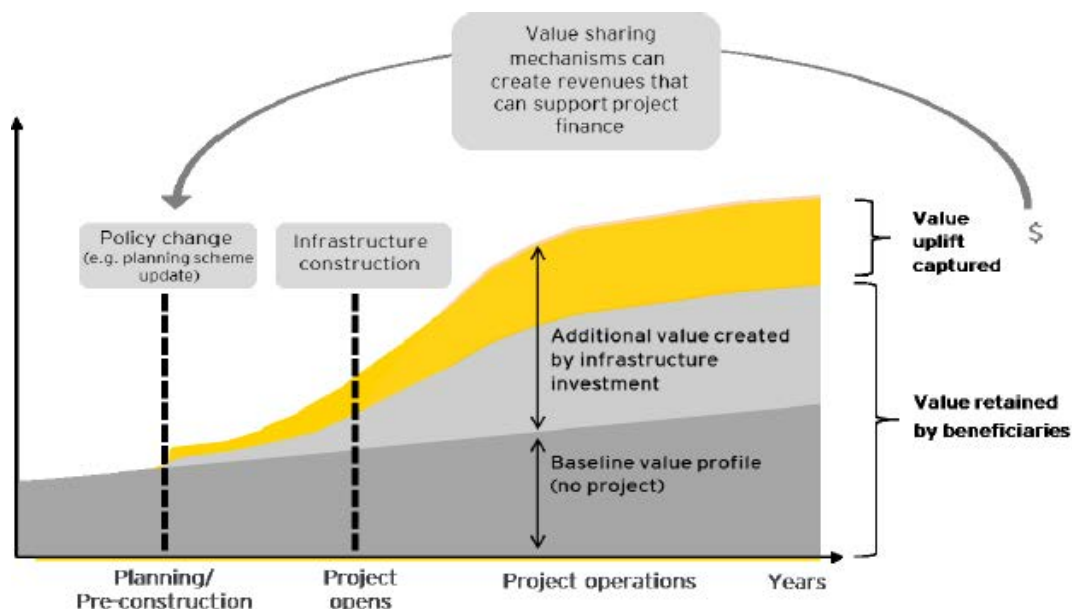 Value sharing
mechanisms can
create revenues that
can support project
finance
Policy change
(e.g. planning scheme
update)
Infrastructure
construction
Value
uplift
captured
$
Additional value created
by infrastructure
investment
Value retained
by beneficiaries
Baseline value profile
(no project)
Planning/
Pre-construction
Project
opens
Project operations
Years